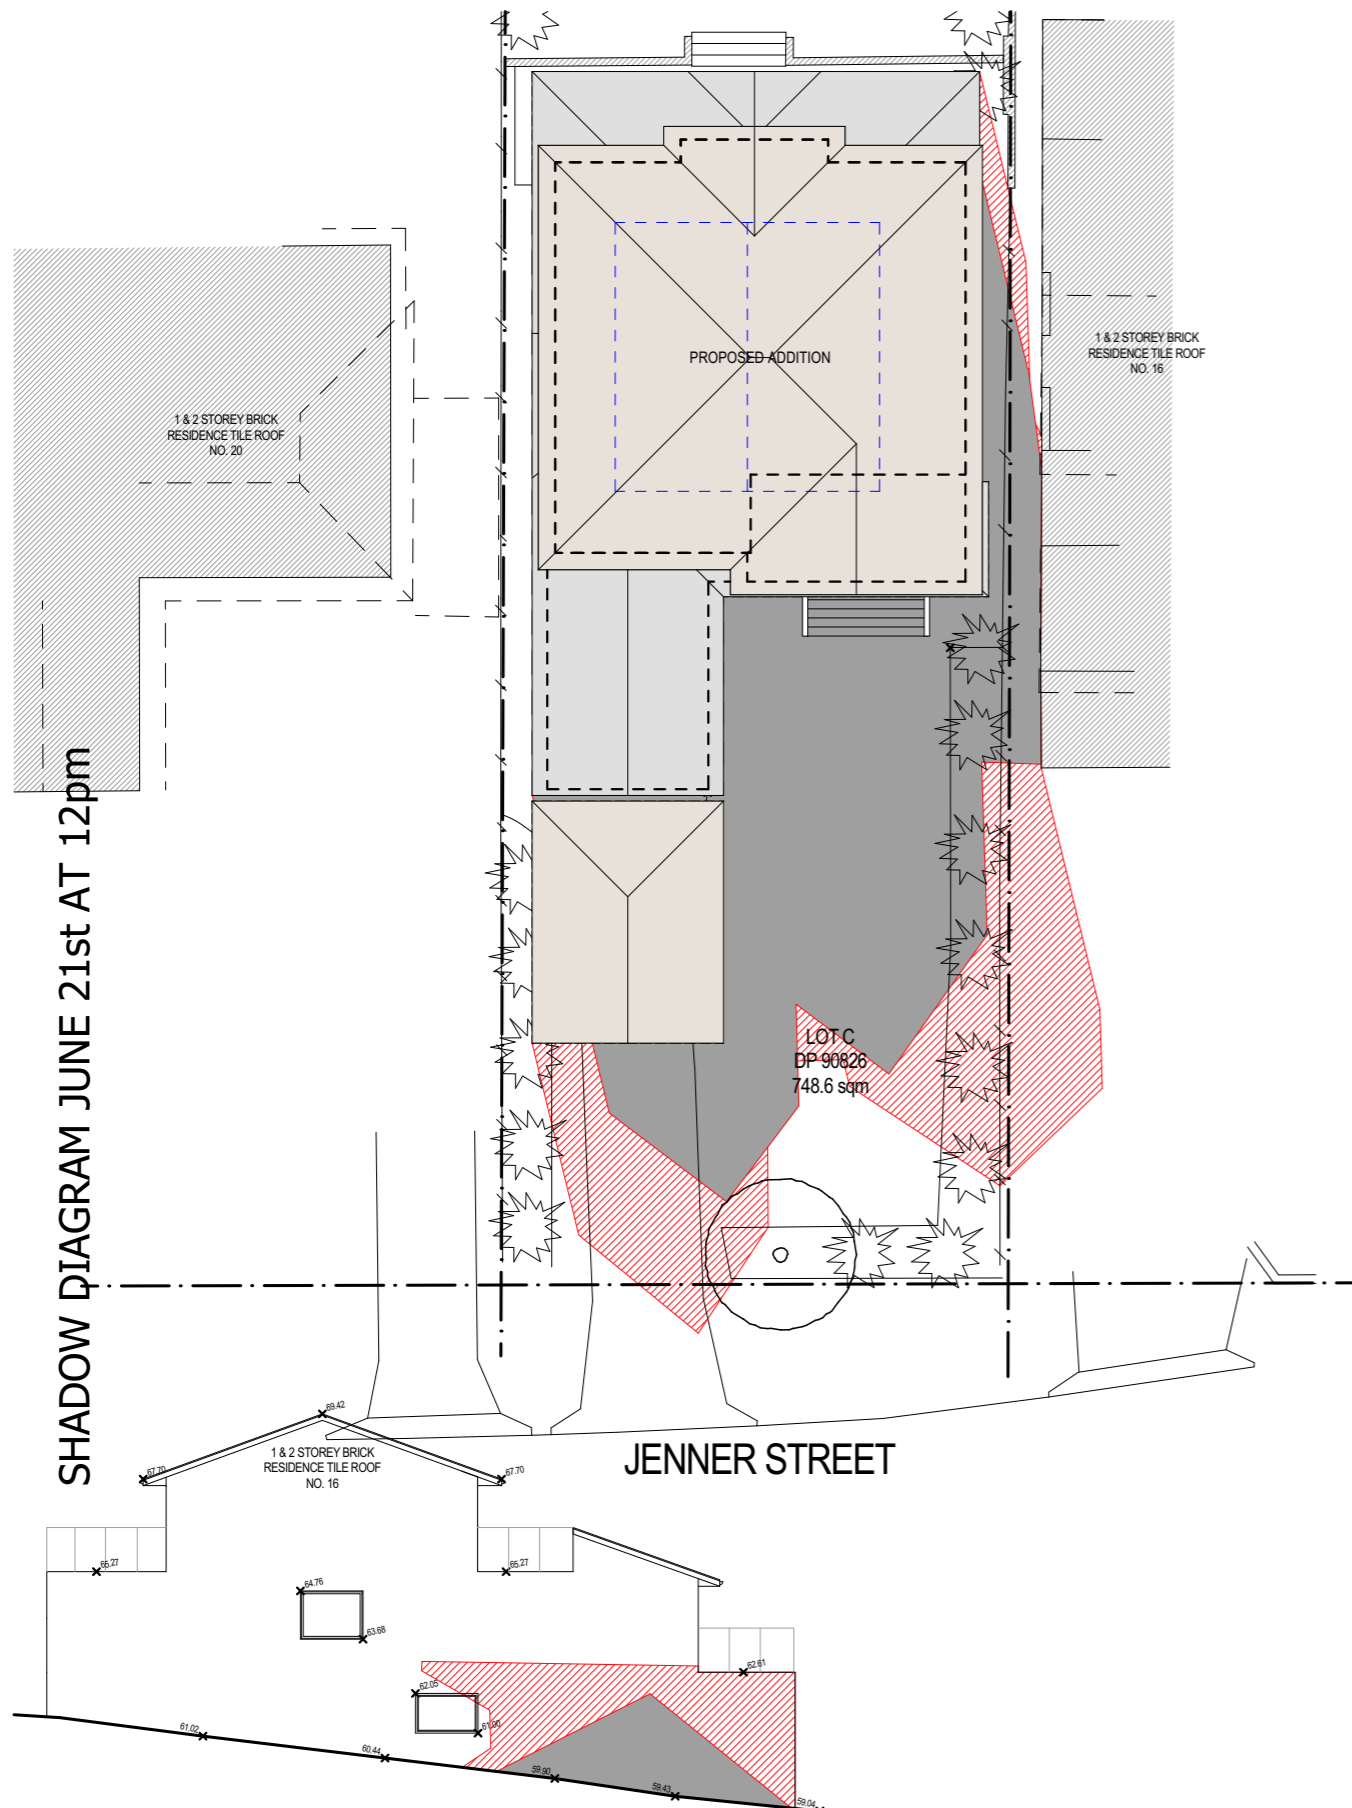 PROPOSED ADDITION
1 & 2 STOREY BRICK
RESIDENCE TILE ROOF
NO. 16
1 & 2 STOREY BRICK
RESIDENCE TILE ROOF
NO. 20
SHADOW DIAGRAM JUNE 21st AT 12pm
LOT C
DP 90826
748.6 sqm
JENNER STREET
69.42
1 & 2 STOREY BRICK
RESIDENCE TILE ROOF
NO. 16
67.70
67.70
65.27
65.27
64.76
63.68
62.61
62.05
61.00
61.02
60.44
59.90
59.43
59.04